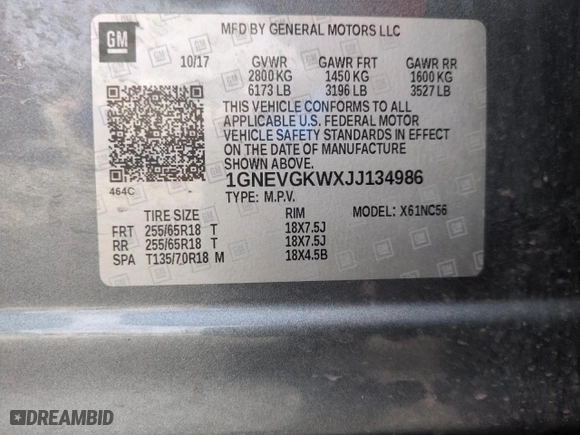 GM
MFD BY GENERAL MOTORS LLC
10/17 GVWR GAWR FRT GAWR RR
2800 KG 1450 KG 1600 KG
6173 LB 3196 LB 3527 LB
THIS VEHICLE CONFORMS TO ALL
APPLICABLE U.S. FEDERAL MOTOR
VEHICLE SAFETY STANDARDS IN EFFECT
ON THE DATE OF MANUFACTURE
SHOWN ABOVE.
464C
1GNEVGKWXJJ134986
TYPE: M.P.V.
TIRE SIZE RIM MODEL: X61NC56
FRT 255/65R18 T 18X7.5J
RR 255/65R18 T 18X7.5J
SPA T135/70R18 M 18X4.5B
DREAMBID